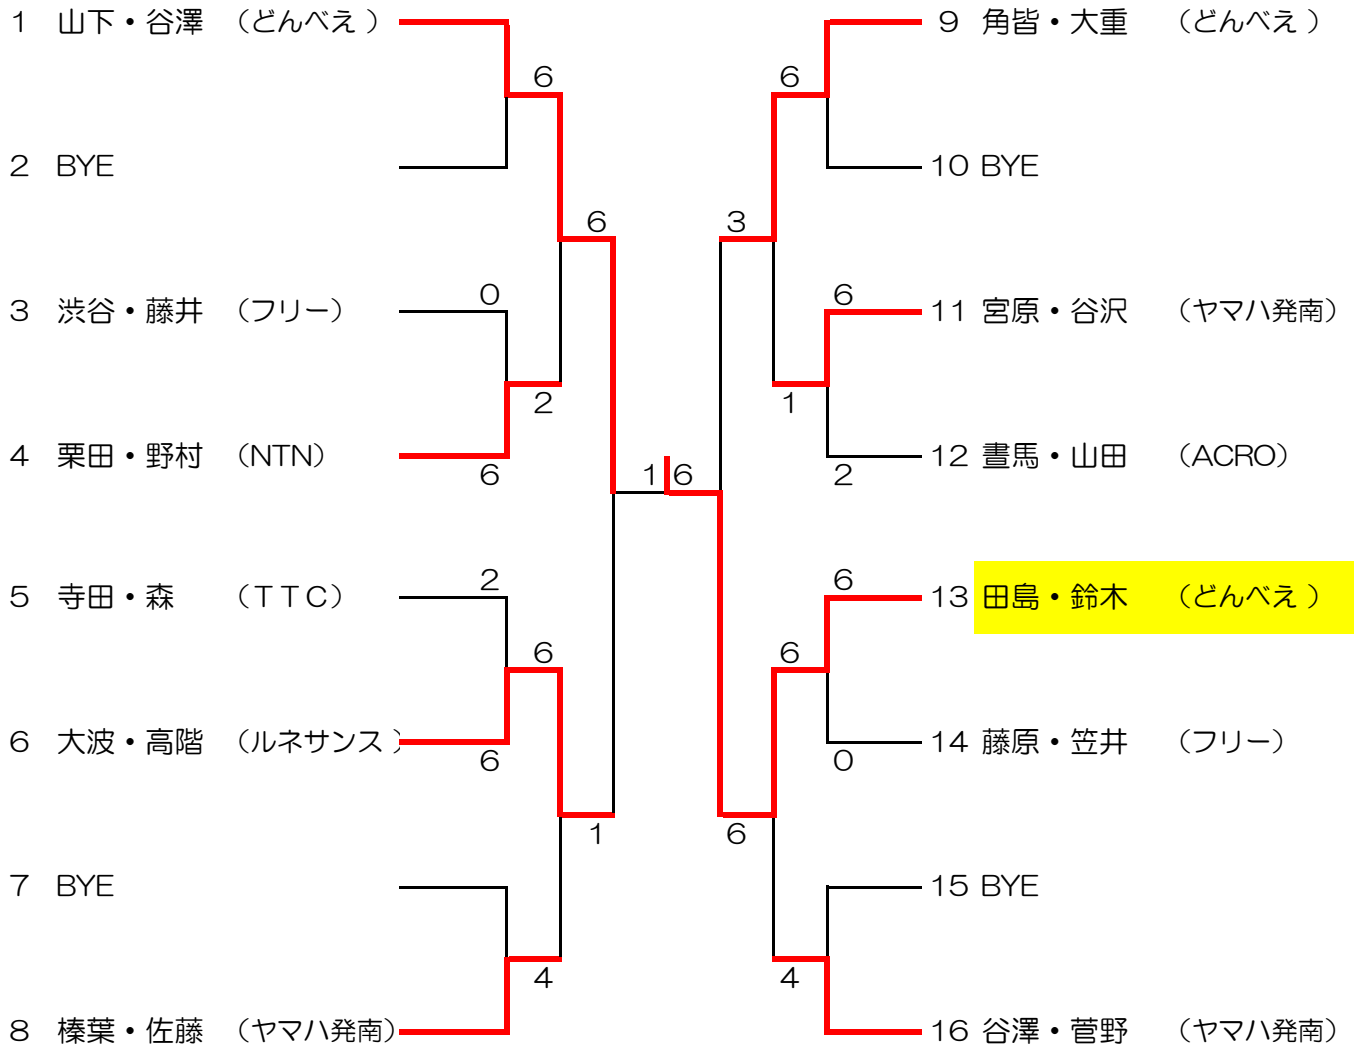 1 山下・谷澤 （どんべえ ）
6
2 BYE
6
3 渋谷・藤井 （フリー）
0
2
4 栗田・野村 （NTN）
6
5 寺田・森 （ＴＴＣ）
2
6
6 大波・高階 （ルネサンス ）
6
1
7 BYE
4
8 榛葉・佐藤 （ヤマハ発南）
1 6
9 角皆・大重 （どんべえ ）
6
10 BYE
3
6
11 宮原・谷沢 （ヤマハ発南）
1
12 晝馬・山田 （ACRO）
2
6
13 田島・鈴木 （どんべえ ）
6
14 藤原・笠井 （フリー）
0
6
15 BYE
4
16 谷澤・菅野 （ヤマハ発南）